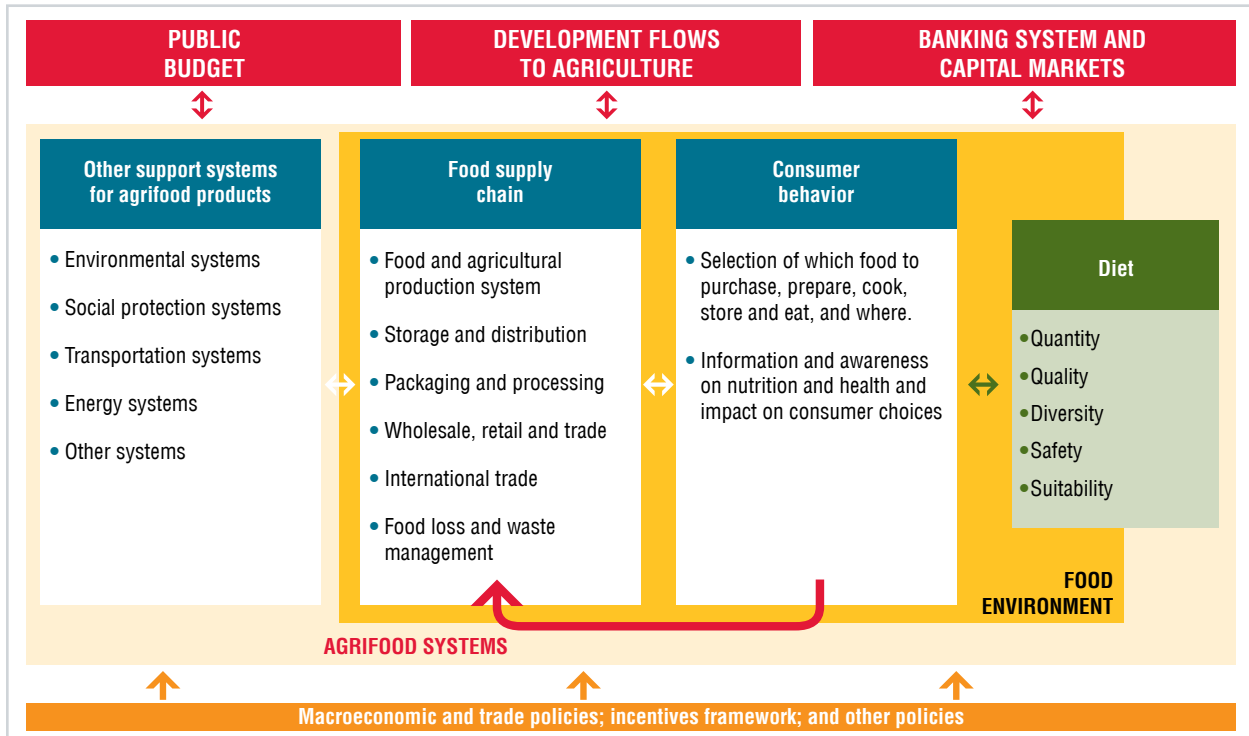 PUBLIC
BUDGET
DEVELOPMENT FLOWS
TO AGRICULTURE
BANKING SYSTEM AND
CAPITAL MARKETS
Other support systems
for agrifood products
• Environmental systems
• Social protection systems
• Transportation systems
• Energy systems
• Other systems
Food supply
chain
• Food and agricultural
production system
• Storage and distribution
• Packaging and processing
• Wholesale, retail and trade
• International trade
• Food loss and waste
management
Consumer
behavior
• Selection of which food to
purchase, prepare, cook,
store and eat, and where.
• Information and awareness
on nutrition and health and
impact on consumer choices
Diet
•Quantity
•Quality
•Diversity
•Safety
•Suitability
FOOD
ENVIRONMENT
AGRIFOOD SYSTEMS
Macroeconomic and trade policies; incentives framework; and other policies